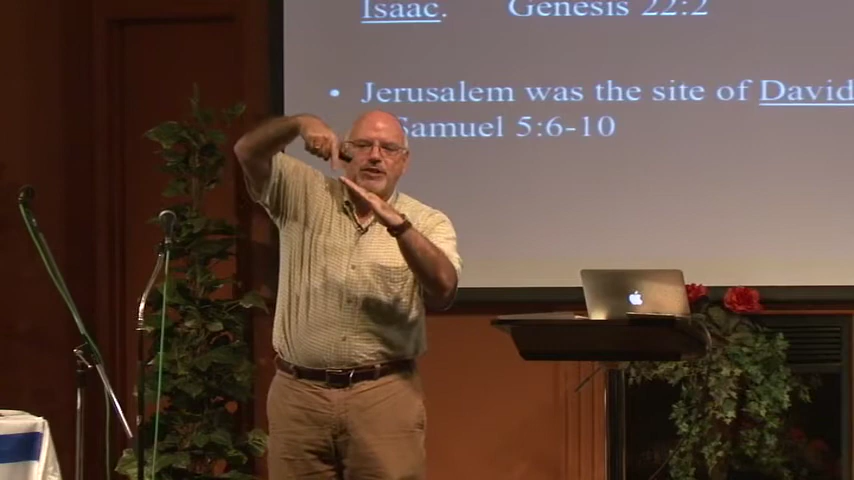 Isaac. Genesis 22:2
• Jerusalem was the site of David
Samuel 5:6-10